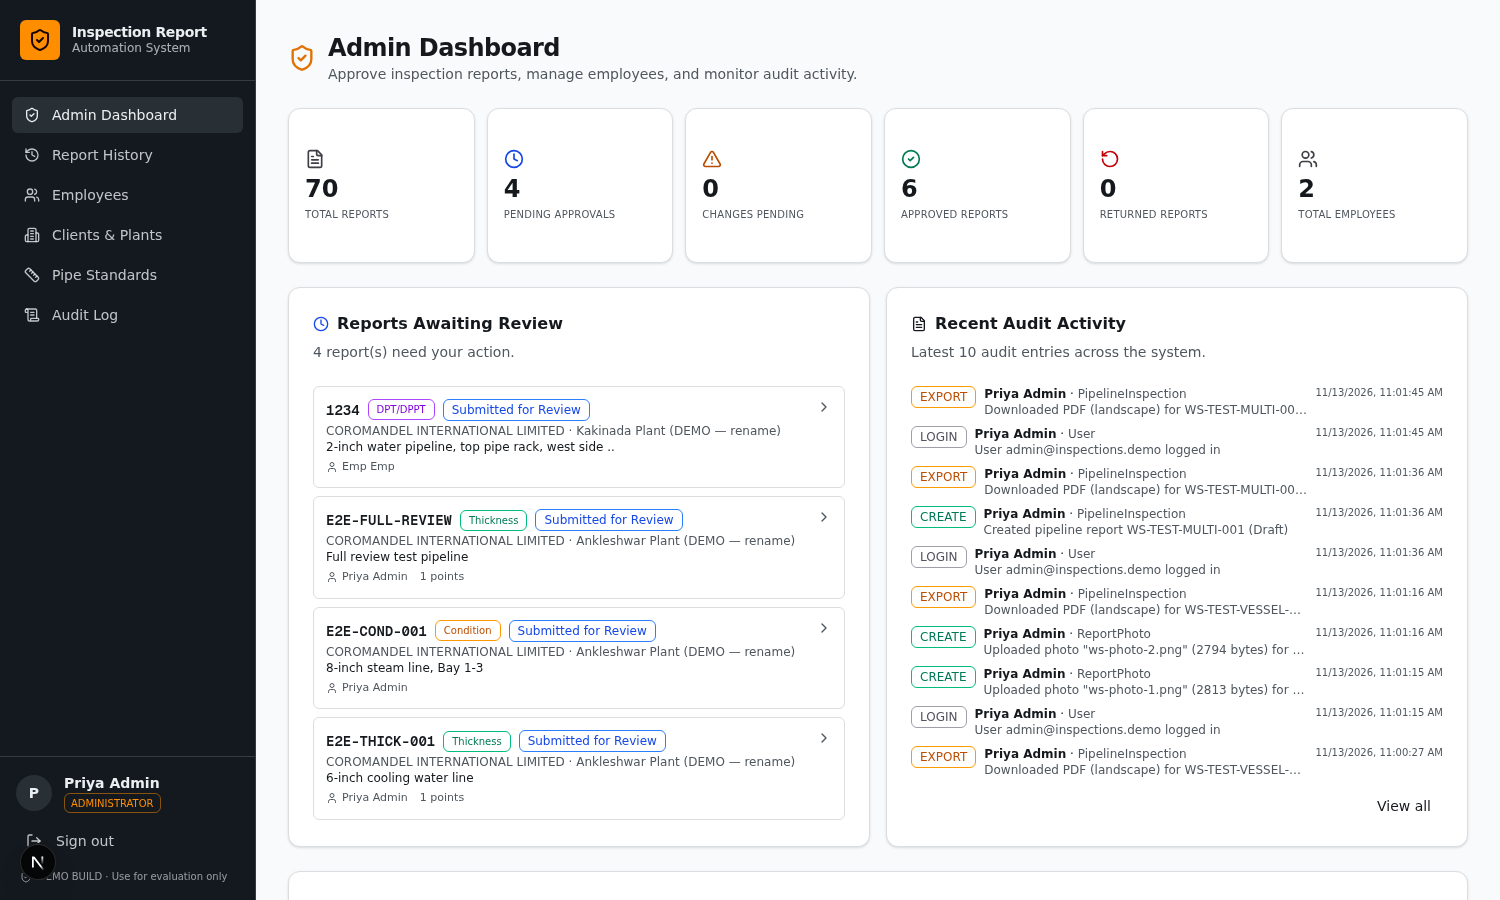 Inspection Report
Automation System
Admin Dashboard
Report History
Employees
Clients & Plants
Pipe Standards
Audit Log
P
Priya Admin
ADMINISTRATOR
Sign out
N
EMO BUILD · Use for evaluation only
Admin Dashboard
Approve inspection reports, manage employees, and monitor audit activity.
70
TOTAL REPORTS
4
PENDING APPROVALS
0
CHANGES PENDING
6
APPROVED REPORTS
0
RETURNED REPORTS
2
TOTAL EMPLOYEES
Reports Awaiting Review
4 report(s) need your action.
1234 DPT/DPPT Submitted for Review
COROMANDEL INTERNATIONAL LIMITED · Kakinada Plant (DEMO — rename)
2-inch water pipeline, top pipe rack, west side ..
Emp Emp
E2E-FULL-REVIEW Thickness Submitted for Review
COROMANDEL INTERNATIONAL LIMITED · Ankleshwar Plant (DEMO — rename)
Full review test pipeline
Priya Admin 1 points
E2E-COND-001 Condition Submitted for Review
COROMANDEL INTERNATIONAL LIMITED · Ankleshwar Plant (DEMO — rename)
8-inch steam line, Bay 1-3
Priya Admin
E2E-THICK-001 Thickness Submitted for Review
COROMANDEL INTERNATIONAL LIMITED · Ankleshwar Plant (DEMO — rename)
6-inch cooling water line
Priya Admin 1 points
Recent Audit Activity
Latest 10 audit entries across the system.
EXPORT Priya Admin · PipelineInspection 11/13/2026, 11:01:45 AM
Downloaded PDF (landscape) for WS-TEST-MULTI-00...
LOGIN Priya Admin · User 11/13/2026, 11:01:45 AM
User admin@inspections.demo logged in
EXPORT Priya Admin · PipelineInspection 11/13/2026, 11:01:36 AM
Downloaded PDF (landscape) for WS-TEST-MULTI-00...
CREATE Priya Admin · PipelineInspection 11/13/2026, 11:01:36 AM
Created pipeline report WS-TEST-MULTI-001 (Draft)
LOGIN Priya Admin · User 11/13/2026, 11:01:36 AM
User admin@inspections.demo logged in
EXPORT Priya Admin · PipelineInspection 11/13/2026, 11:01:16 AM
Downloaded PDF (landscape) for WS-TEST-VESSEL-...
CREATE Priya Admin · ReportPhoto 11/13/2026, 11:01:16 AM
Uploaded photo "ws-photo-2.png" (2794 bytes) for ...
CREATE Priya Admin · ReportPhoto 11/13/2026, 11:01:15 AM
Uploaded photo "ws-photo-1.png" (2813 bytes) for ...
LOGIN Priya Admin · User 11/13/2026, 11:01:15 AM
User admin@inspections.demo logged in
EXPORT Priya Admin · PipelineInspection 11/13/2026, 11:00:27 AM
Downloaded PDF (landscape) for WS-TEST-VESSEL-...
View all